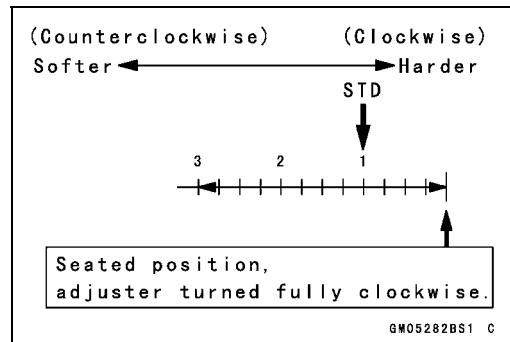 (Counterclockwise) (Clockwise)
Softer Harder
STD
3 2 1
Seated position,
adjuster turned fully clockwise.
GM05282BS1 C